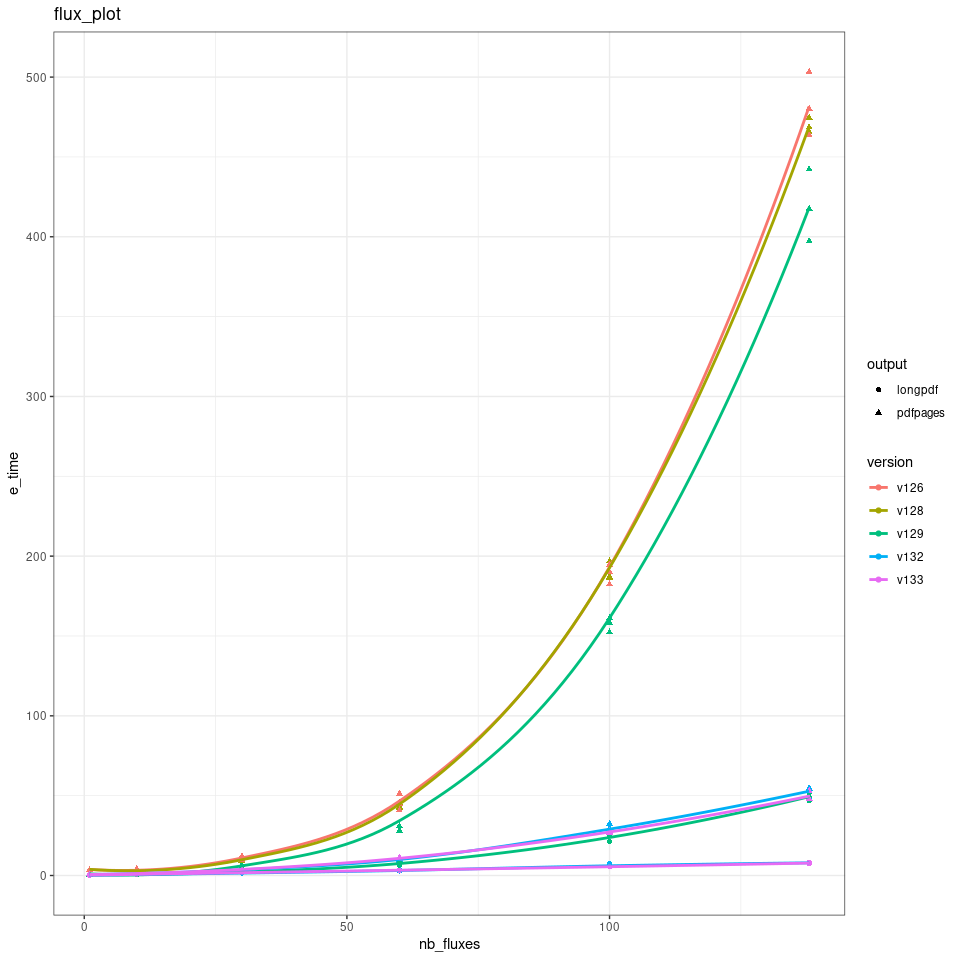 flux_plot
500
400
300
200
100
0
e_time
0
50
100
nb_fluxes
output
longpdf
pdfpages
version
v126
v128
v129
v132
v133